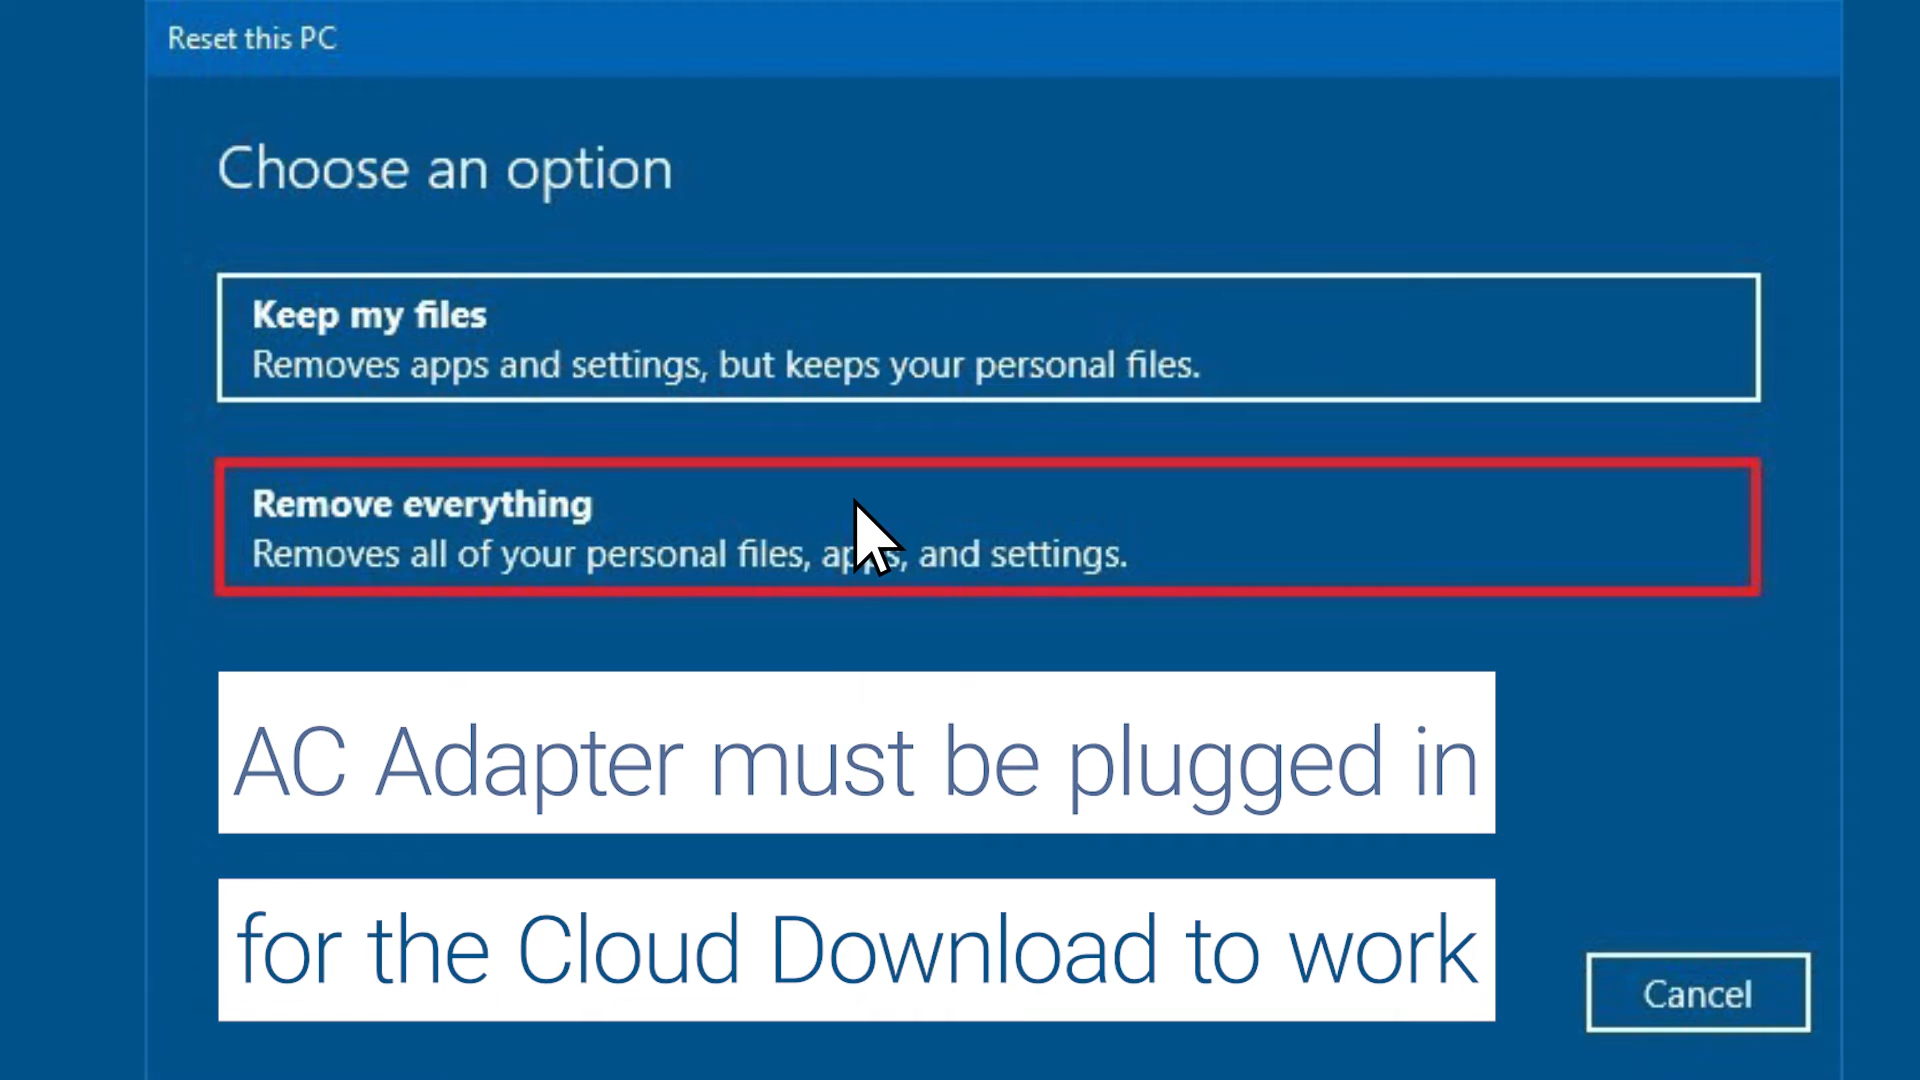 Reset this PC
Choose an option
Keep my files
Removes apps and settings, but keeps your personal files.
Remove everything
Removes all of your personal files, apps, and settings.
AC Adapter must be plugged in
for the Cloud Download to work
Cancel